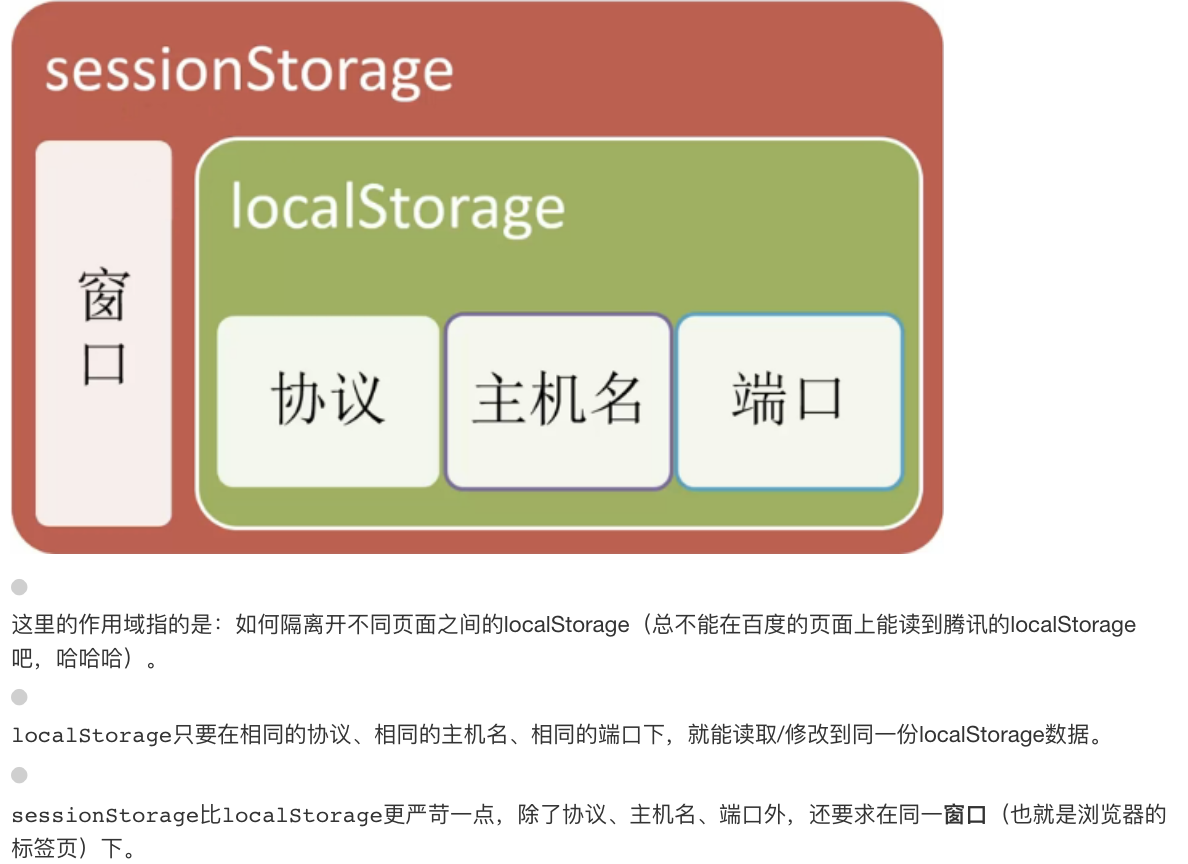 sessionStorage
localStorage
窗
口
协议
主机名
端口
这里的作用域指的是：如何隔离开不同页面之间的localStorage（总不能在百度的页面上能读到腾讯的localStorage
吧，哈哈哈）。
localStorage只要在相同的协议、相同的主机名、相同的端口下，就能读取/修改到同一份localStorage数据。
sessionStorage比localStorage更严苛一点，除了协议、主机名、端口外，还要求在同一窗口（也就是浏览器的
标签页）下。